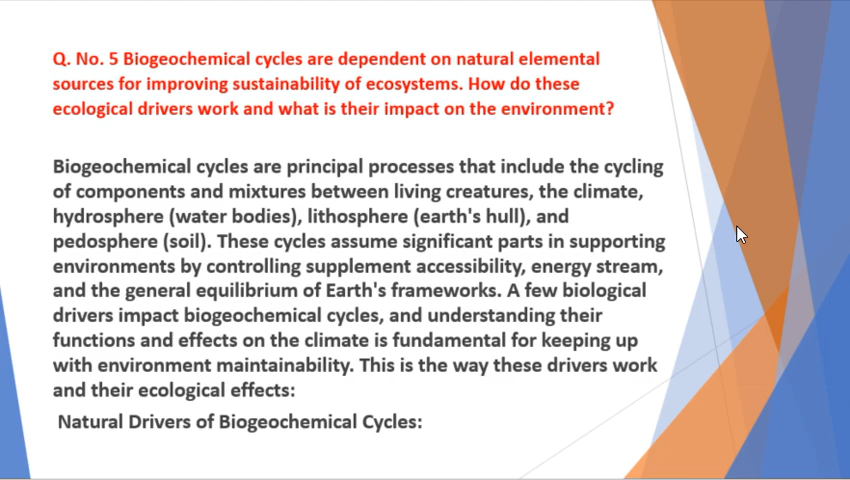 Q. No. 5 Biogeochemical cycles are dependent on natural elemental
sources for improving sustainability of ecosystems. How do these
ecological drivers work and what is their impact on the environment?
Biogeochemical cycles are principal processes that include the cycling
of components and mixtures between living creatures, the climate,
hydrosphere (water bodies), lithosphere (earth's hull), and
pedosphere (soil). These cycles assume significant parts in supporting
environments by controlling supplement accessibility, energy stream,
and the general equilibrium of Earth's frameworks. A few biological
drivers impact biogeochemical cycles, and understanding their
functions and effects on the climate is fundamental for keeping up
with environment maintainability. This is the way these drivers work
and their ecological effects:
Natural Drivers of Biogeochemical Cycles: